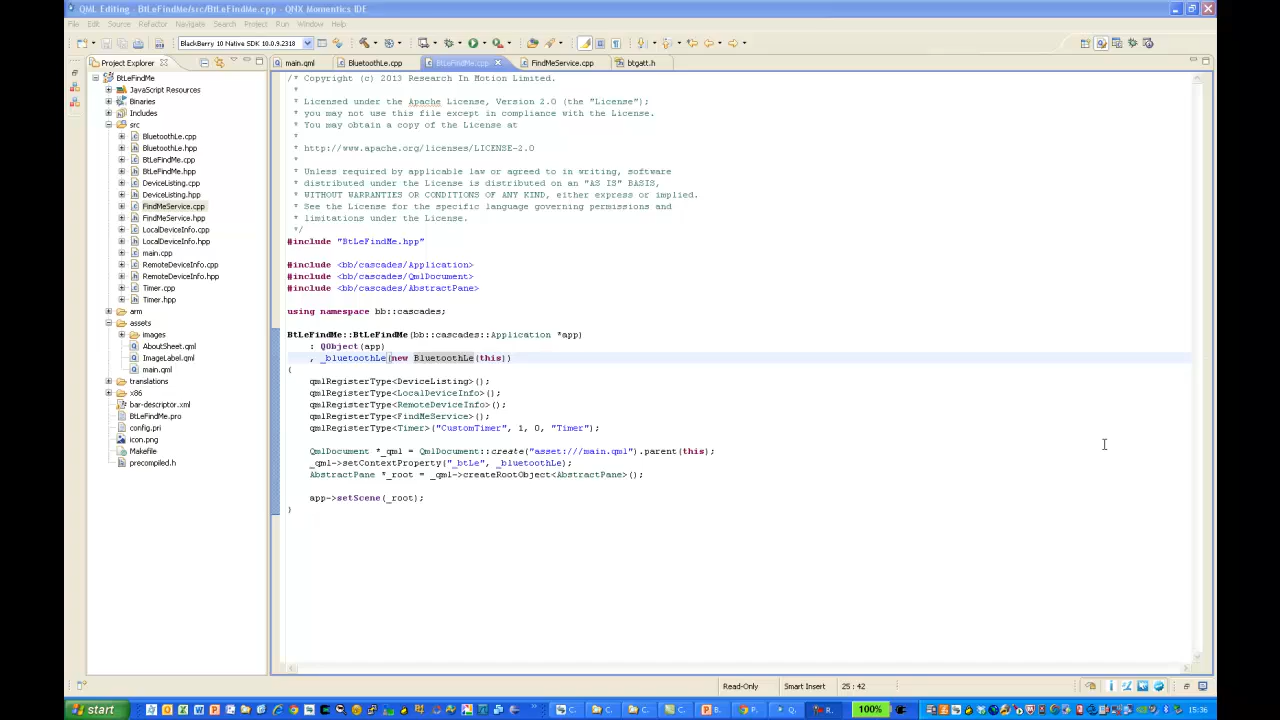 QML Editing - BtLeFindMe/src/BtLeFindMe.cpp - QNX Momentics IDE
File Edit Source Refactor Navigate Search Project Run Window Help
BlackBerry 10 Native SDK 10.0.9.2318
Project Explorer
main.qml
BluetoothLe.cpp
BtLeFindMe.cpp
FindMeService.cpp
btgatt.h
BtLeFindMe
JavaScript Resources
Binaries
Includes
src
BluetoothLe.cpp
BluetoothLe.hpp
BtLeFindMe.cpp
BtLeFindMe.hpp
DeviceListing.cpp
DeviceListing.hpp
FindMeService.cpp
FindMeService.hpp
LocalDeviceInfo.cpp
LocalDeviceInfo.hpp
main.cpp
RemoteDeviceInfo.cpp
RemoteDeviceInfo.hpp
Timer.cpp
Timer.hpp
arm
assets
images
AboutSheet.qml
ImageLabel.qml
main.qml
translations
x86
bar-descriptor.xml
BtLeFindMe.pro
config.pri
icon.png
Makefile
precompiled.h
/* Copyright (c) 2013 Research In Motion Limited.
*
* Licensed under the Apache License, Version 2.0 (the "License");
* you may not use this file except in compliance with the License.
* You may obtain a copy of the License at
*
* http://www.apache.org/licenses/LICENSE-2.0
*
* Unless required by applicable law or agreed to in writing, software
* distributed under the License is distributed on an "AS IS" BASIS,
* WITHOUT WARRANTIES OR CONDITIONS OF ANY KIND, either express or implied.
* See the License for the specific language governing permissions and
* limitations under the License.
*/
#include "BtLeFindMe.hpp"
#include <bb/cascades/Application>
#include <bb/cascades/QmlDocument>
#include <bb/cascades/AbstractPane>
using namespace bb::cascades;
BtLeFindMe::BtLeFindMe(bb::cascades::Application *app)
: QObject(app)
, _bluetoothLe(new BluetoothLe(this))
{
qmlRegisterType<DeviceListing>();
qmlRegisterType<LocalDeviceInfo>();
qmlRegisterType<RemoteDeviceInfo>();
qmlRegisterType<FindMeService>();
qmlRegisterType<Timer>("CustomTimer", 1, 0, "Timer");
QmlDocument *_qml = QmlDocument::create("asset:///main.qml").parent(this);
_qml->setContextProperty("_btLe", _bluetoothLe);
AbstractPane *_root = _qml->createRootObject<AbstractPane>();
app->setScene(_root);
}
Read-Only
Smart Insert
25 : 42
start
100%
15:36